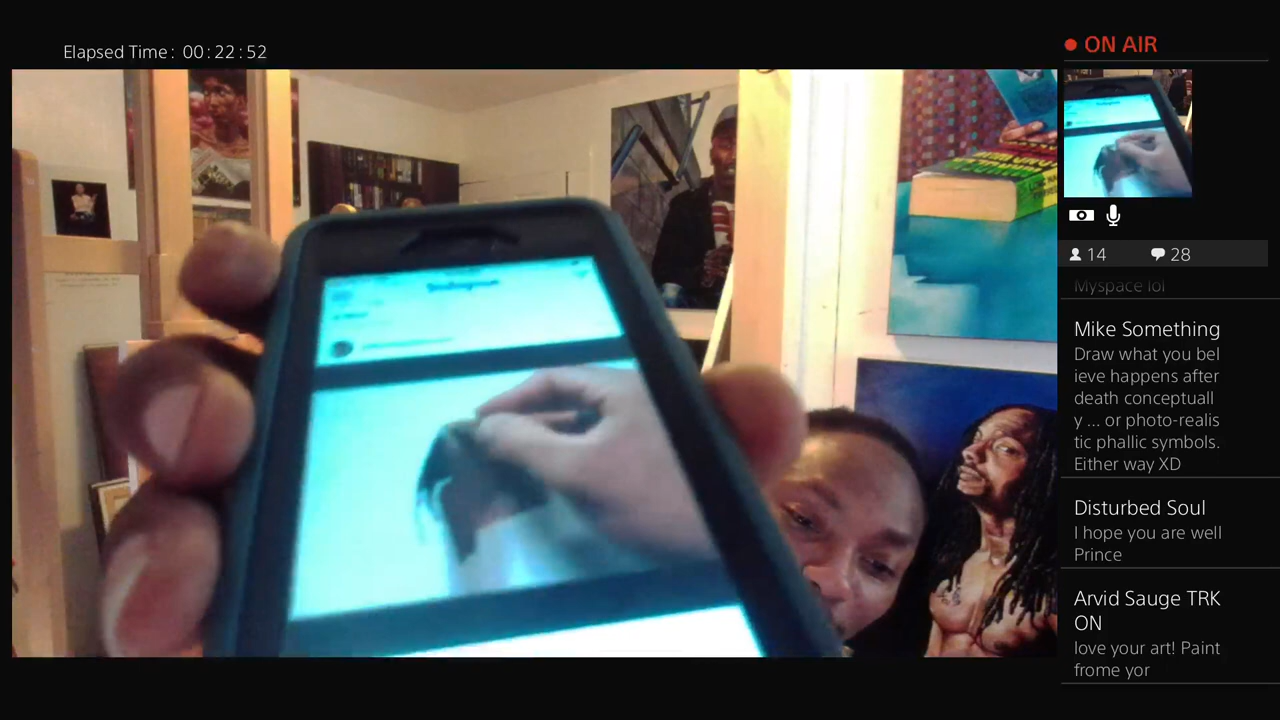 Elapsed Time: 00:22:52
ON AIR
14
28
Myspace lol
Mike Something
Draw what you bel
ieve happens after
death conceptuall
y ... or photo-realis
tic phallic symbols.
Either way XD
Disturbed Soul
I hope you are well
Prince
Arvid Sauge TRK
ON
love your art! Paint
frome yor
Instagram